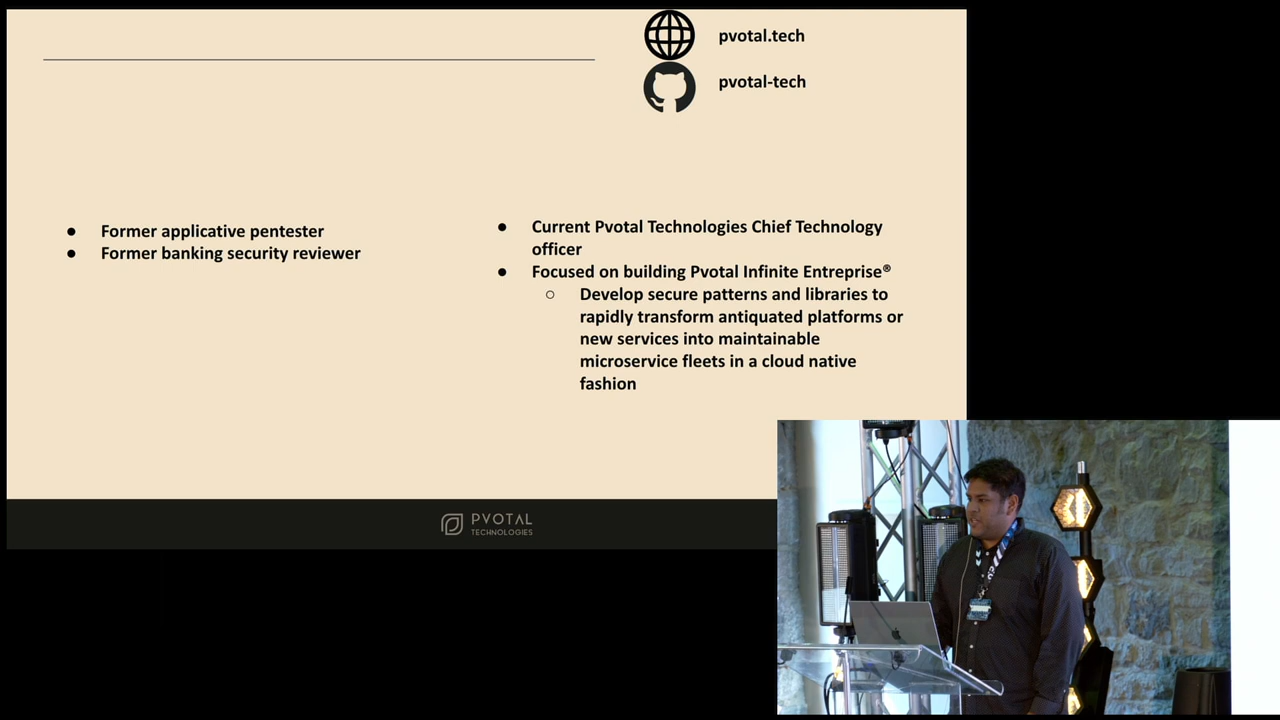 pvotal.tech
pvotal-tech
● Former applicative pentester
● Former banking security reviewer
● Current Pvotal Technologies Chief Technology
officer
● Focused on building Pvotal Infinite Entreprise®
○ Develop secure patterns and libraries to
rapidly transform antiquated platforms or
new services into maintainable
microservice fleets in a cloud native
fashion
PVOTAL
TECHNOLOGIES